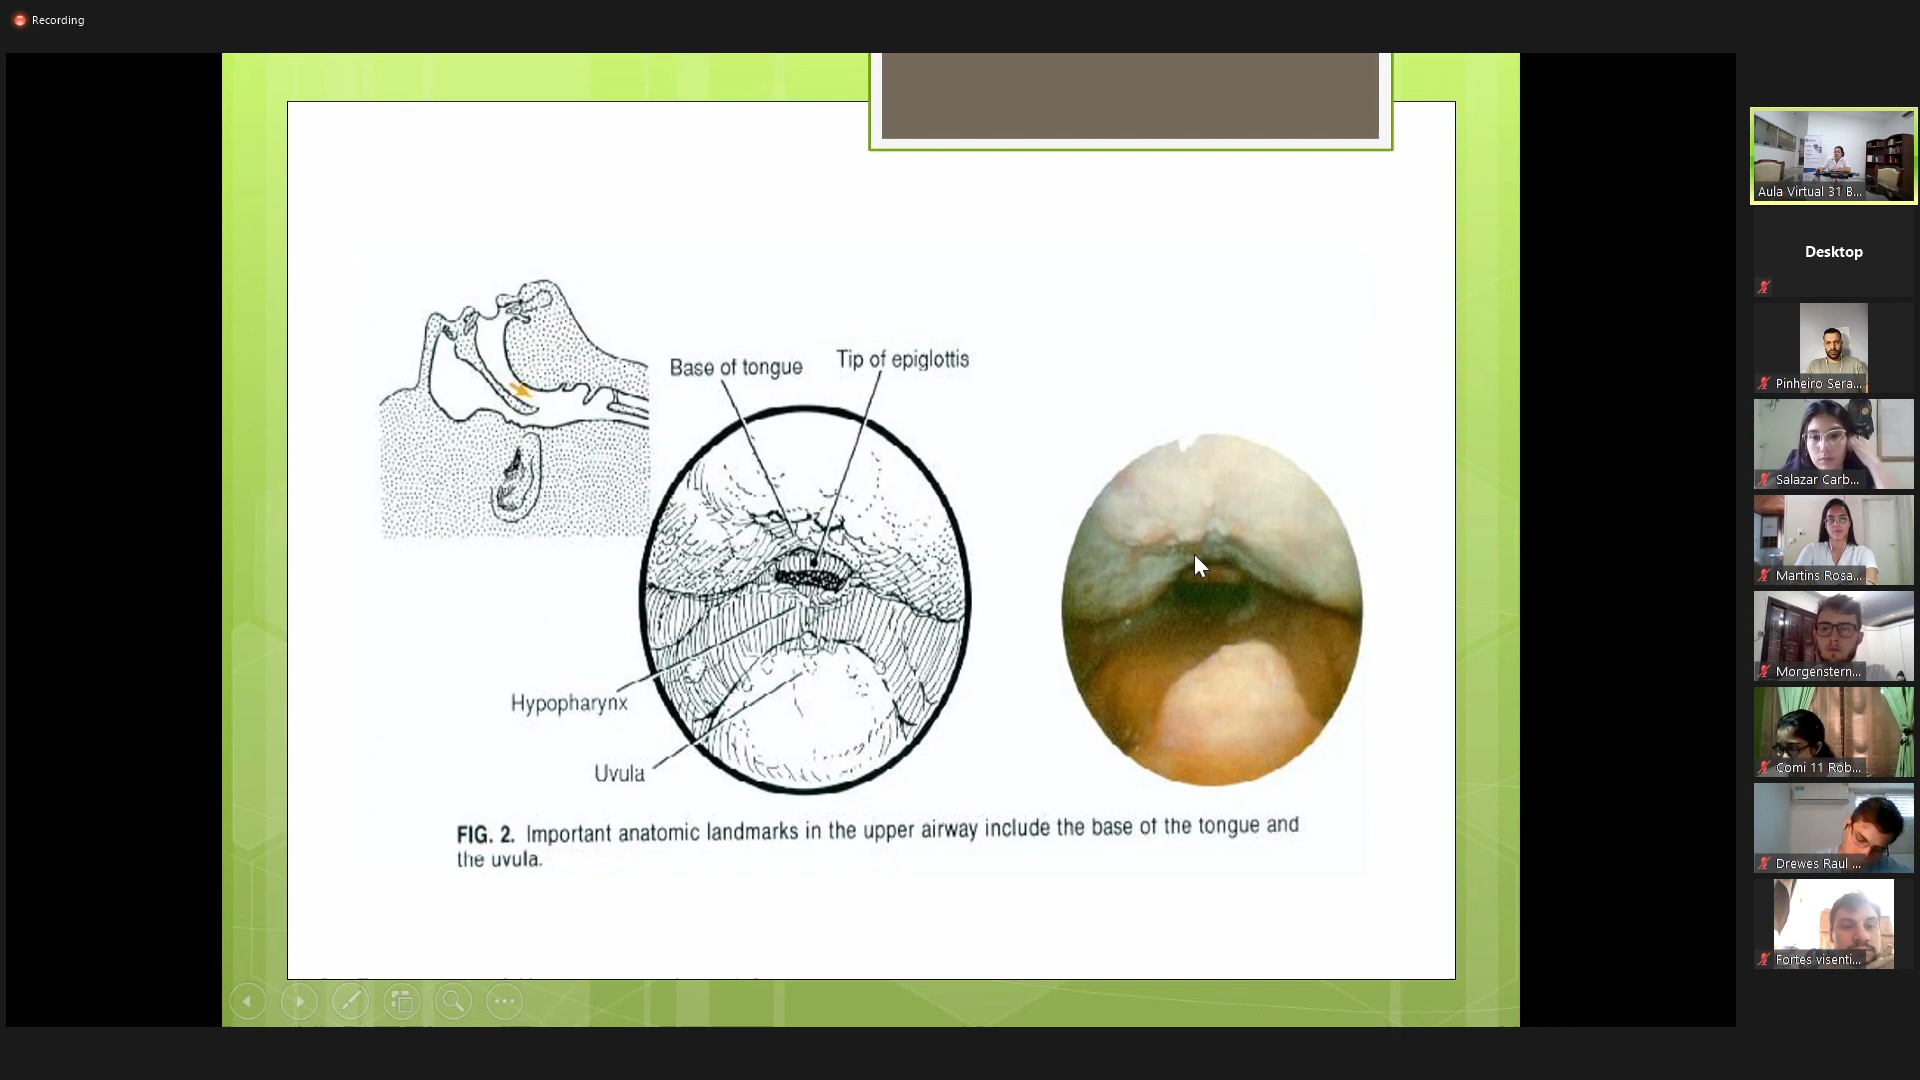 Recording
Base of tongue
Tip of epiglottis
Hypopharynx
Uvula
FIG. 2. Important anatomic landmarks in the upper airway include the base of the tongue and
the uvula.
Aula Virtual 31 B...
Desktop
Pinheiro Sera...
Salazar Carb...
Martins Rosa...
Morgenstern...
Comi 11 Rob...
Drewes Raul ...
Fortes visenti...